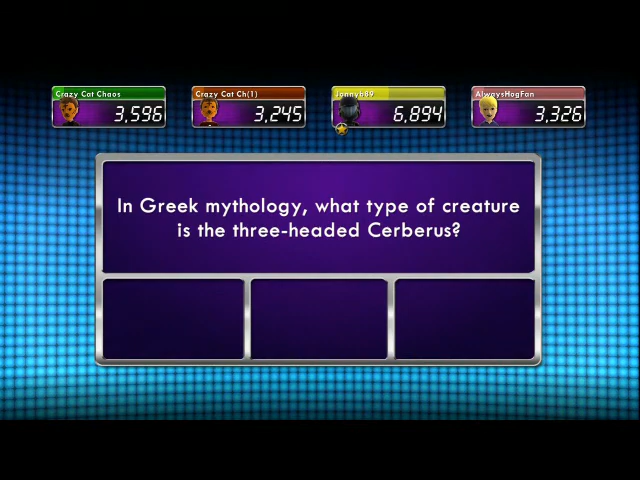 Crazy Cat Chaos
3,596
Crazy Cat Ch(1)
3,245
Jonnyb89
6,894
AlwaysHogFan
3,326
In Greek mythology, what type of creature
is the three-headed Cerberus?